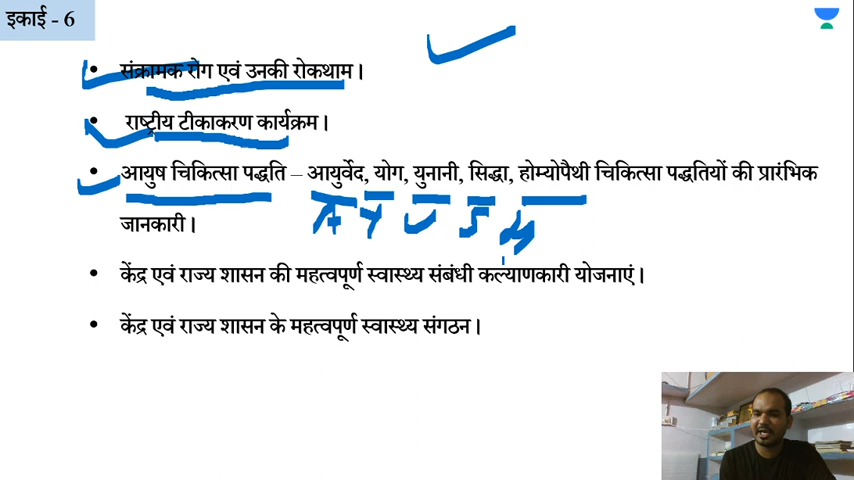 इकाई - 6
• संक्रामक रोग एवं उनकी रोकथाम।
• राष्ट्रीय टीकाकरण कार्यक्रम।
• आयुष चिकित्सा पद्धति – आयुर्वेद, योग, युनानी, सिद्धा, होम्योपैथी चिकित्सा पद्धतियों की प्रारंभिक
जानकारी।
A Y U S H
• केंद्र एवं राज्य शासन की महत्वपूर्ण स्वास्थ्य संबंधी कल्याणकारी योजनाएं।
• केंद्र एवं राज्य शासन के महत्वपूर्ण स्वास्थ्य संगठन।